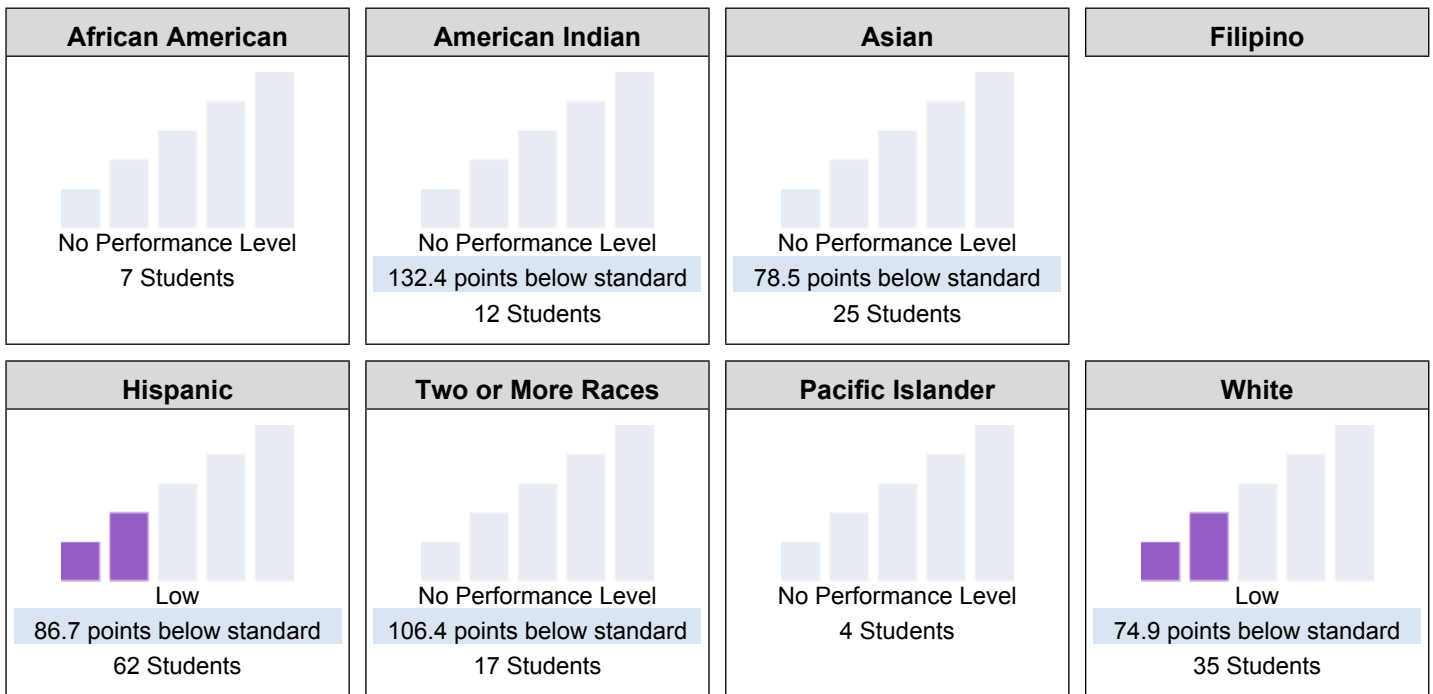 African American
No Performance Level
7 Students
American Indian
No Performance Level
132.4 points below standard
12 Students
Asian
No Performance Level
78.5 points below standard
25 Students
Filipino
Hispanic
Low
86.7 points below standard
62 Students
Two or More Races
No Performance Level
106.4 points below standard
17 Students
Pacific Islander
No Performance Level
4 Students
White
Low
74.9 points below standard
35 Students